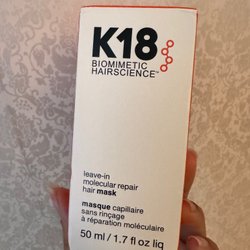 K18
BIOMIMETIC
HAIRSCIENCE™
leave-in
molecular repair
hair mask
masque capillaire
sans rinçage
à réparation moléculaire
50 ml / 1.7 fl oz liq